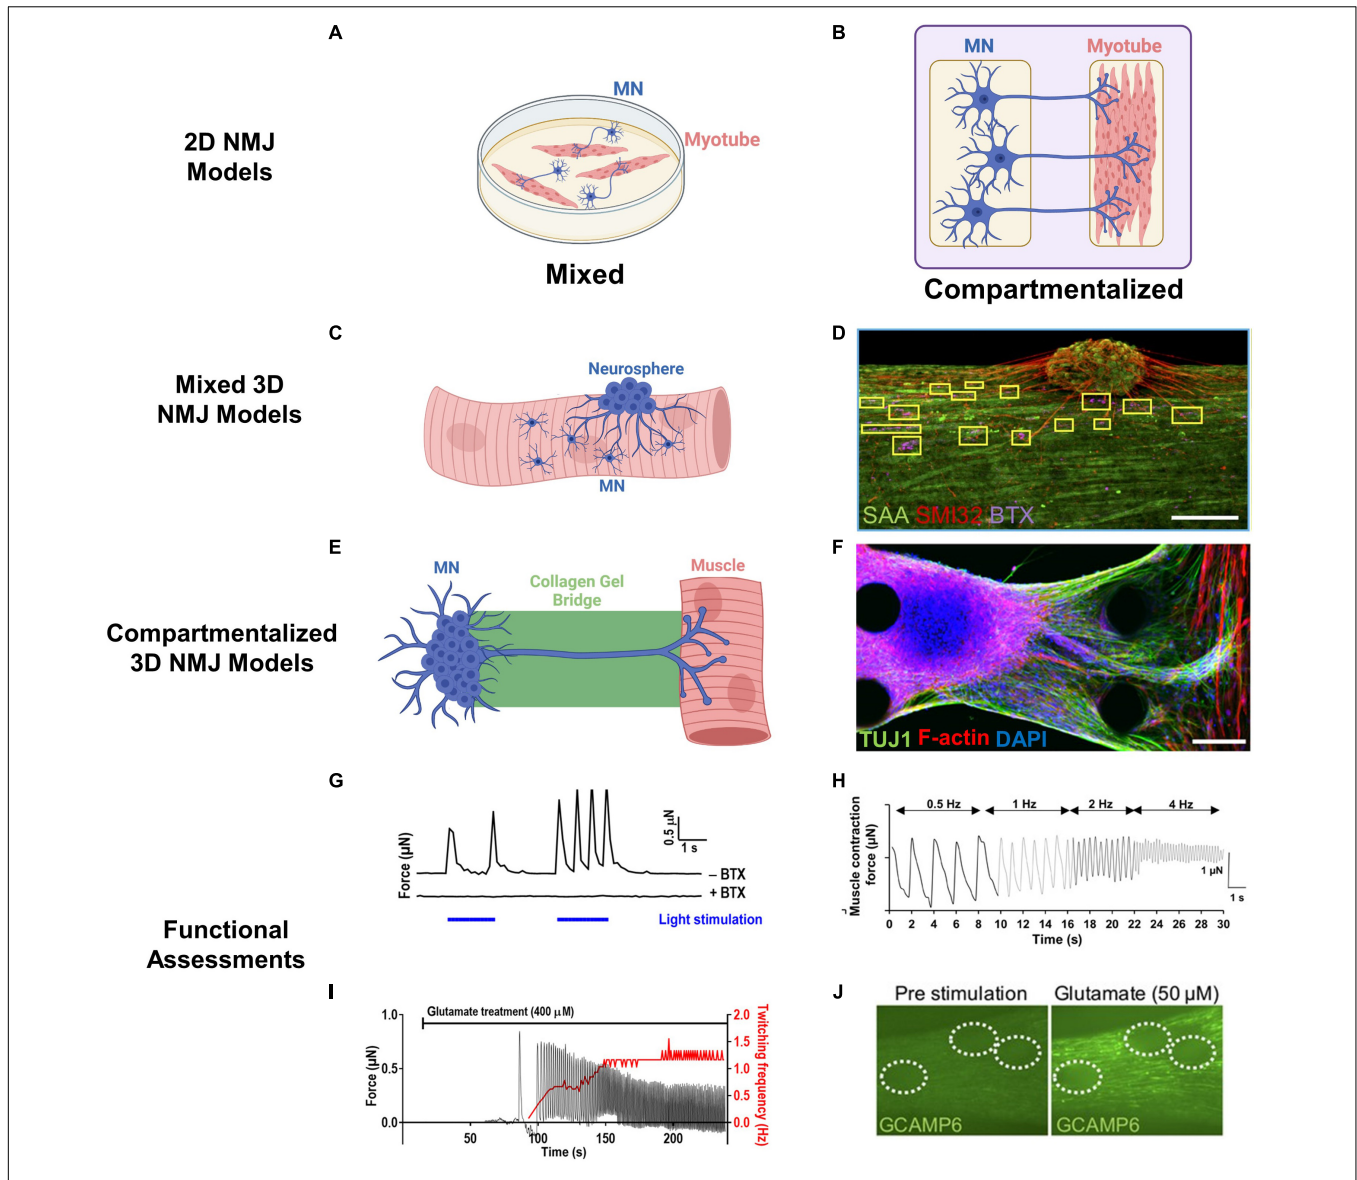 A
B
2D NMJ
Models
MN
Myotube
Mixed
MN
Myotube
Compartmentalized
C
D
Mixed 3D
NMJ Models
Neurosphere
MN
SAA SMI32 BTX
E
F
Compartmentalized
3D NMJ Models
MN
Collagen Gel
Bridge
Muscle
TUJ1 F-actin DAPI
G
H
Functional
Assessments
Force (µN)
0.5 µN
1 s
– BTX
+ BTX
Light stimulation
Muscle contraction
force (µN)
0.5 Hz 1 Hz 2 Hz 4 Hz
1 µN
1 s
0 2 4 6 8 10 12 14 16 18 20 22 24 26 28 30
Time (s)
I
J
Glutamate treatment (400 µM)
Force (µN)
1.0
0.5
0.0
50 100 150 200
Time (s)
2.0
1.5
1.0
0.5
0.0
Twitching frequency
(Hz)
Pre stimulation
Glutamate (50 µM)
GCAMP6
GCAMP6